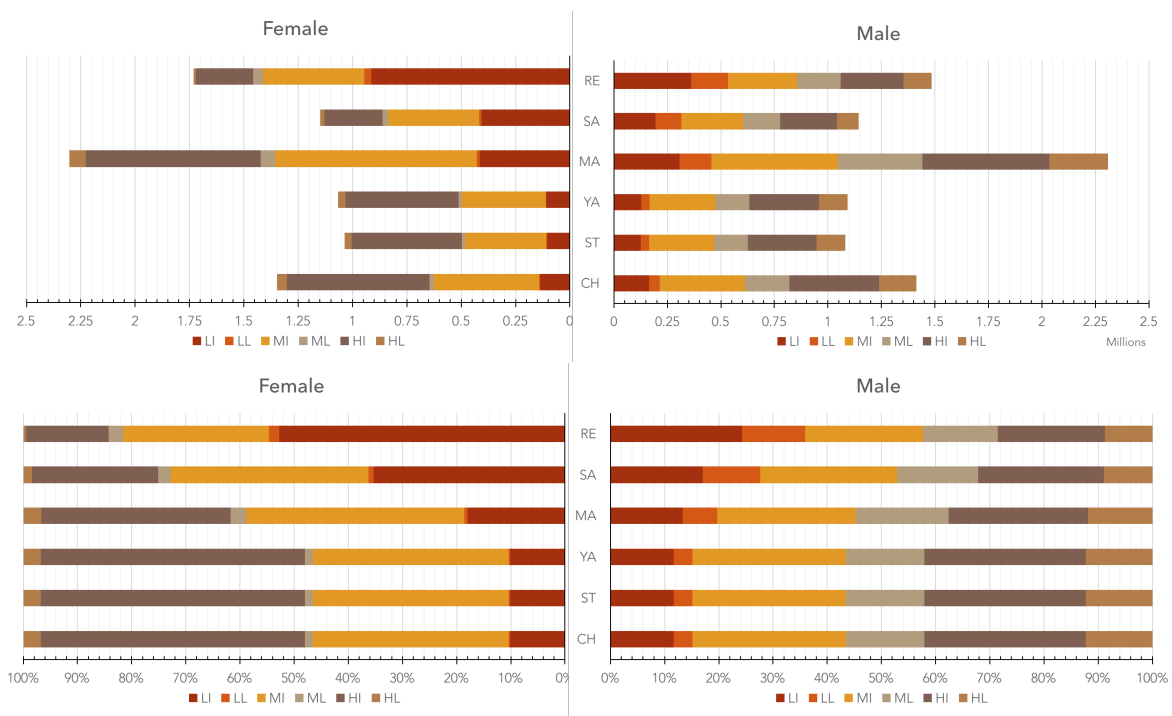 Female
Male
RE
SA
MA
YA
ST
CH
2.5 2.25 2 1.75 1.5 1.25 1 0.75 0.5 0.25 0
0 0.25 0.5 0.75 1 1.25 1.5 1.75 2 2.25 2.5
LI LL MI ML HI HL
LI LL MI ML HI HL
Millions
Female
Male
RE
SA
MA
YA
ST
CH
100% 90% 80% 70% 60% 50% 40% 30% 20% 10% 0%
0% 10% 20% 30% 40% 50% 60% 70% 80% 90% 100%
LI LL MI ML HI HL
LI LL MI ML HI HL